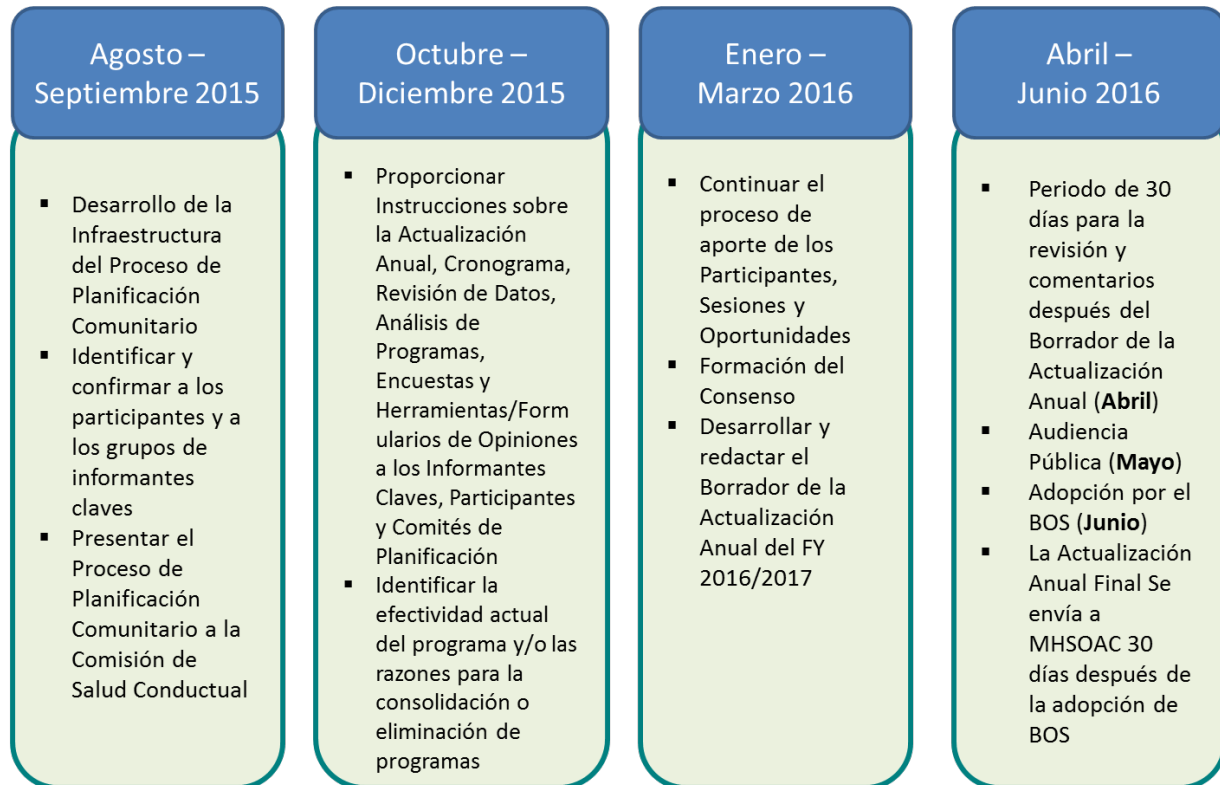 Agosto –
Septiembre 2015
▪ Desarrollo de la
Infraestructura
del Proceso de
Planificación
Comunitario
▪ Identificar y
confirmar a los
participantes y a
los grupos de
informantes
claves
▪ Presentar el
Proceso de
Planificación
Comunitario a la
Comisión de
Salud Conductual
Octubre –
Diciembre 2015
▪ Proporcionar
Instrucciones sobre
la Actualización
Anual, Cronograma,
Revisión de Datos,
Análisis de
Programas,
Encuestas y
Herramientas/Form
ularios de Opiniones
a los Informantes
Claves, Participantes
y Comités de
Planificación
▪ Identificar la
efectividad actual
del programa y/o las
razones para la
consolidación o
eliminación de
programas
Enero –
Marzo 2016
▪ Continuar el
proceso de
aporte de los
Participantes,
Sesiones y
Oportunidades
▪ Formación del
Consenso
▪ Desarrollar y
redactar el
Borrador de la
Actualización
Anual del FY
2016/2017
Abril –
Junio 2016
▪ Periodo de 30
días para la
revisión y
comentarios
después del
Borrador de la
Actualización
Anual (Abril)
▪ Audiencia
Pública (Mayo)
▪ Adopción por el
BOS (Junio)
▪ La Actualización
Anual Final Se
envía a
MHSOAC 30
días después de
la adopción de
BOS